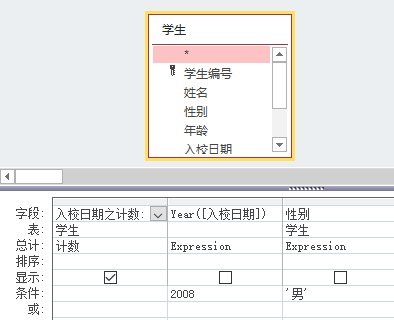 学生
*
学生编号
姓名
性别
年龄
入校日期
字段: 入校日期之计数: Year([入校日期]) 性别
表: 学生 学生
总计: 计数 Expression Expression
排序:
显示:
条件: 2008 '男'
或: